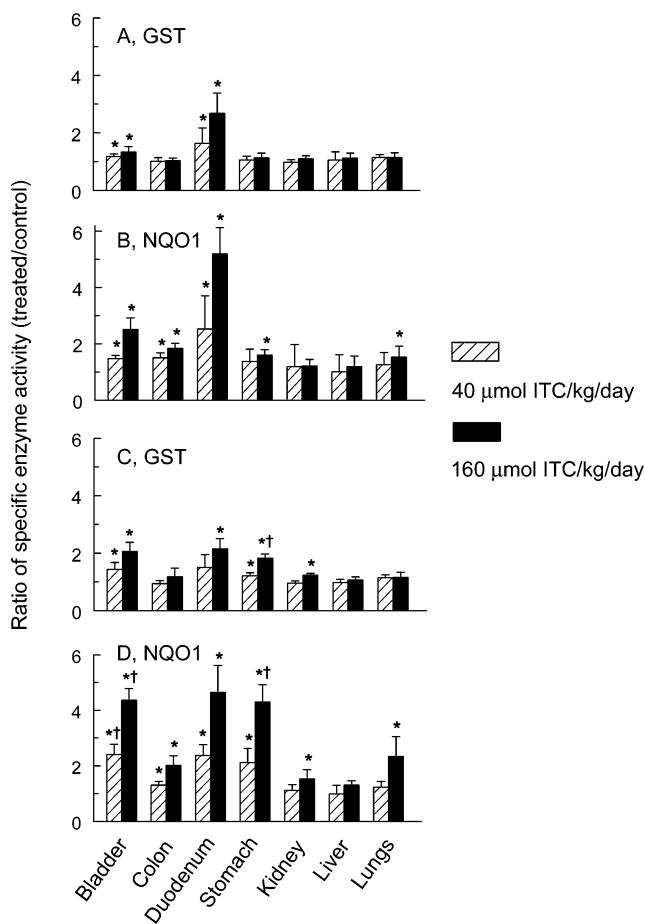 Ratio of specific enzyme activity (treated/control)
A, GST
6
4
2
0
* * * *
B, NQO1
6
4
2
0
* * * * * * * *
C, GST
6
4
2
0
* * * * *† *
D, NQO1
6
4
2
0
*† *† * * * * * *† * *
Bladder
Colon
Duodenum
Stomach
Kidney
Liver
Lungs
40 μmol ITC/kg/day
160 μmol ITC/kg/day